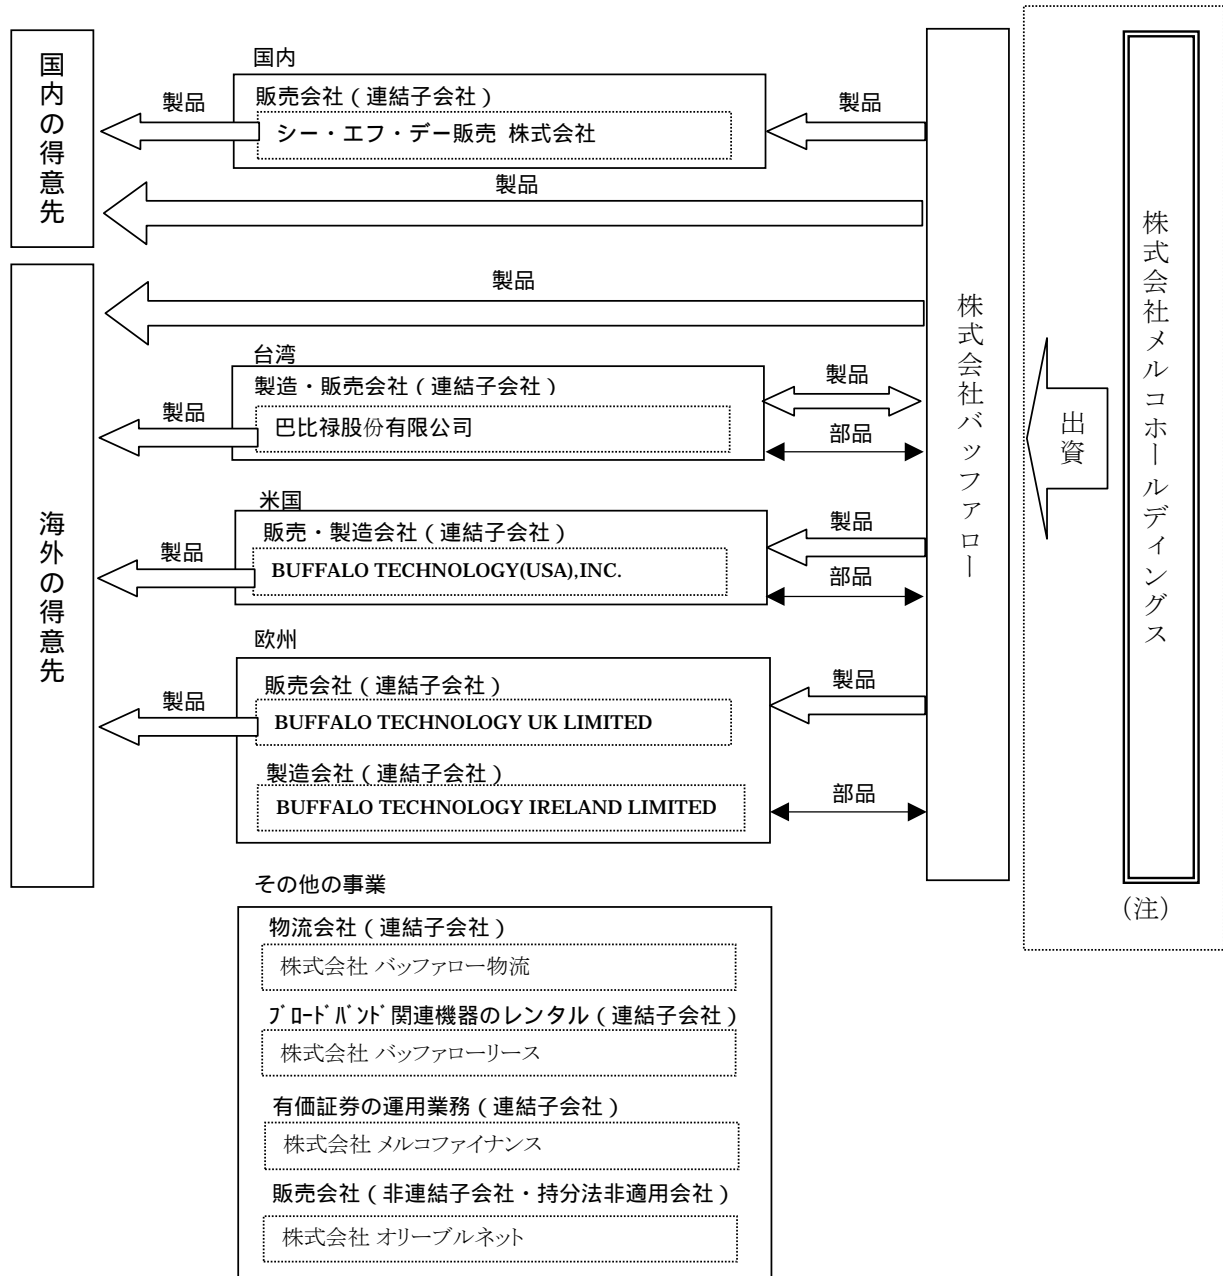 国内の得意先
国内
販売会社(連結子会社)
シー・エフ・デー販売 株式会社
製品
製品
製品
製品
台湾
製造・販売会社(連結子会社)
巴比禄股份有限公司
製品
製品
部品
米国
販売・製造会社(連結子会社)
BUFFALO TECHNOLOGY(USA),INC.
製品
製品
部品
海外の得意先
欧州
販売会社(連結子会社)
BUFFALO TECHNOLOGY UK LIMITED
製品
製品
製造会社(連結子会社)
BUFFALO TECHNOLOGY IRELAND LIMITED
部品
株式会社バッファロー
出資
株式会社メルコホールディングス
(注)
その他の事業
物流会社(連結子会社)
株式会社 バッファロー物流
ブロードバンド関連機器のレンタル(連結子会社)
株式会社 バッファローリース
有価証券の運用業務(連結子会社)
株式会社 メルコファイナンス
販売会社(非連結子会社・持分法非適用会社)
株式会社 オリーブルネット